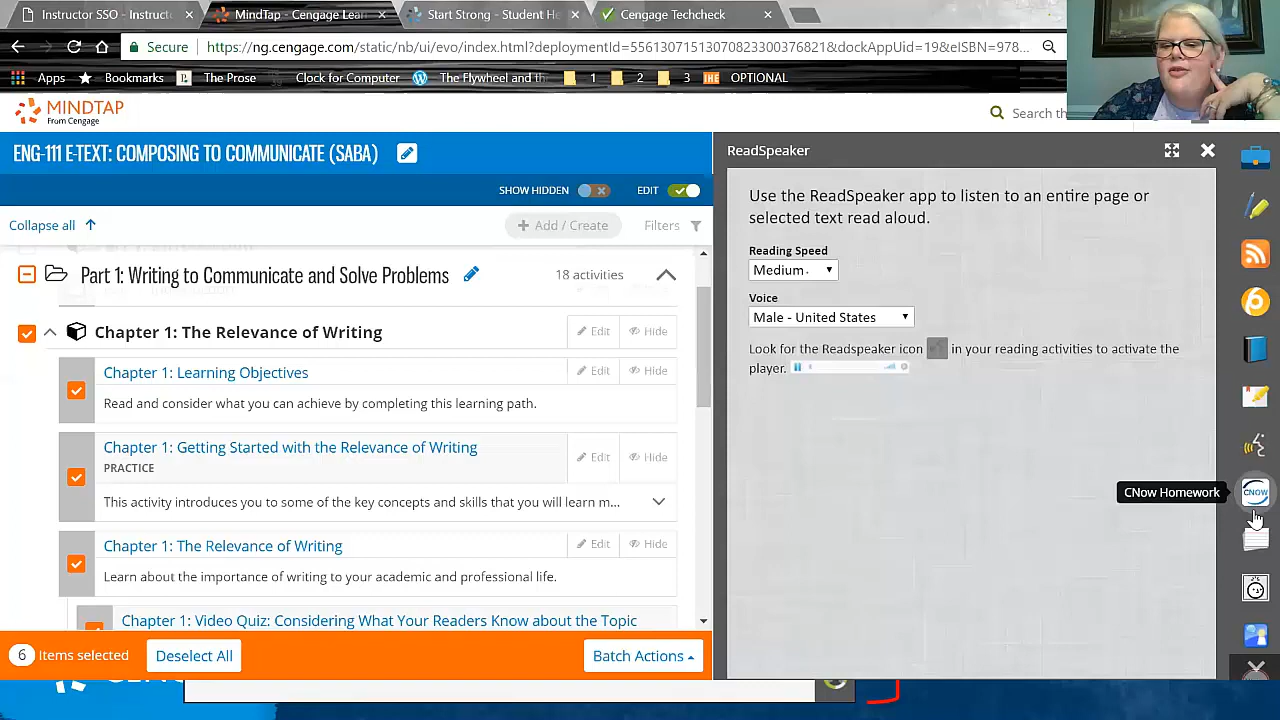 Instructor SSO - Instructor
MindTap - Cengage Lear
Start Strong - Student He
Cengage Techcheck
Secure
https://ng.cengage.com/static/nb/ui/evo/index.html?deploymentId=5561307151307082330037682​1&dockAppUid=19&eISBN=978...
Apps
Bookmarks
The Prose
Clock for Computer
The Flywheel and th
1
2
3
IHE
OPTIONAL
MINDTAP
From Cengage
Search th
ENG-111 E-TEXT: COMPOSING TO COMMUNICATE (SABA)
SHOW HIDDEN
EDIT
Collapse all
+ Add / Create
Filters
Part 1: Writing to Communicate and Solve Problems
18 activities
Chapter 1: The Relevance of Writing
Edit
Hide
Chapter 1: Learning Objectives
Edit
Hide
Read and consider what you can achieve by completing this learning path.
Chapter 1: Getting Started with the Relevance of Writing
PRACTICE
Edit
Hide
This activity introduces you to some of the key concepts and skills that you will learn m...
Chapter 1: The Relevance of Writing
Edit
Hide
Learn about the importance of writing to your academic and professional life.
Chapter 1: Video Quiz: Considering What Your Readers Know about the Topic
6 Items selected
Deselect All
Batch Actions
ReadSpeaker
Use the ReadSpeaker app to listen to an entire page or
selected text read aloud.
Reading Speed
Medium
Voice
Male - United States
Look for the Readspeaker icon in your reading activities to activate the
player.
CNow Homework
CNOW